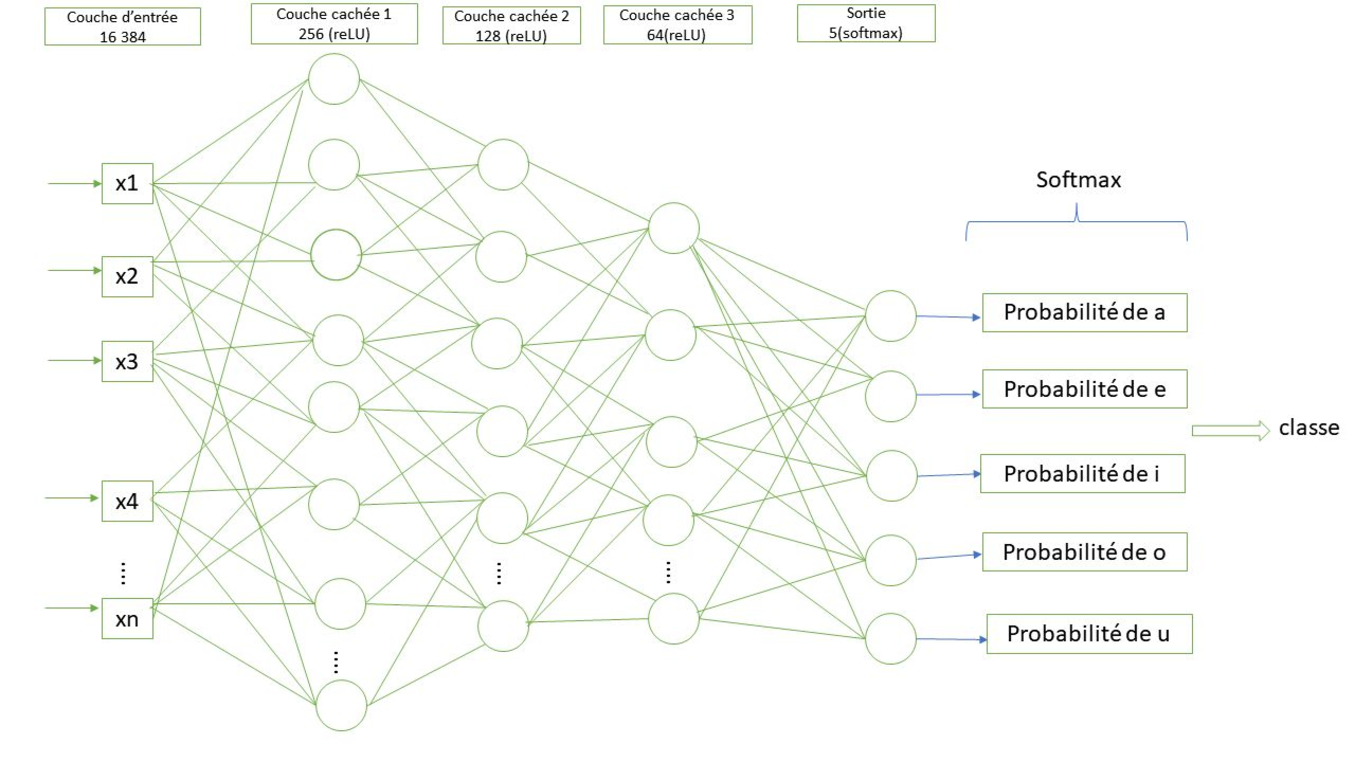 Couche d'entrée
16 384
Couche cachée 1
256 (reLU)
Couche cachée 2
128 (reLU)
Couche cachée 3
64(reLU)
Sortie
5(softmax)
x1
x2
x3
x4
xn
Softmax
Probabilité de a
Probabilité de e
Probabilité de i
Probabilité de o
Probabilité de u
classe